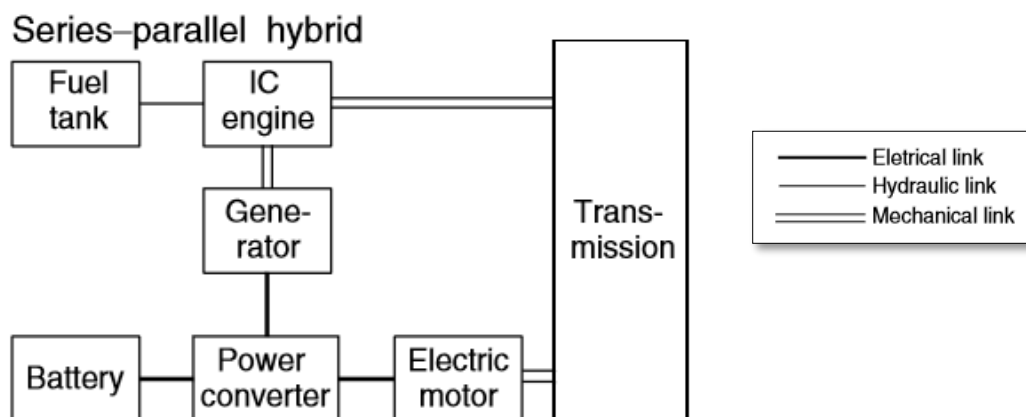 Series–parallel hybrid
Fuel
tank
IC
engine
Gene-
rator
Trans-
mission
Battery
Power
converter
Electric
motor
Eletrical link
Hydraulic link
Mechanical link